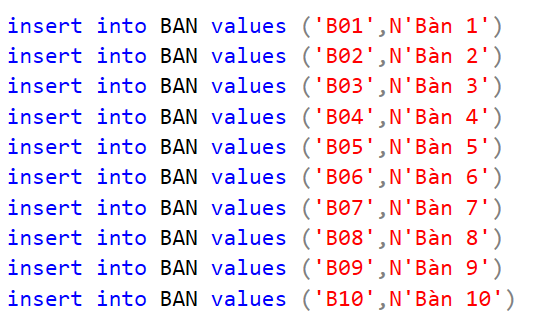 insert into BAN values ('B01',N'Bàn 1')
insert into BAN values ('B02',N'Bàn 2')
insert into BAN values ('B03',N'Bàn 3')
insert into BAN values ('B04',N'Bàn 4')
insert into BAN values ('B05',N'Bàn 5')
insert into BAN values ('B06',N'Bàn 6')
insert into BAN values ('B07',N'Bàn 7')
insert into BAN values ('B08',N'Bàn 8')
insert into BAN values ('B09',N'Bàn 9')
insert into BAN values ('B10',N'Bàn 10')